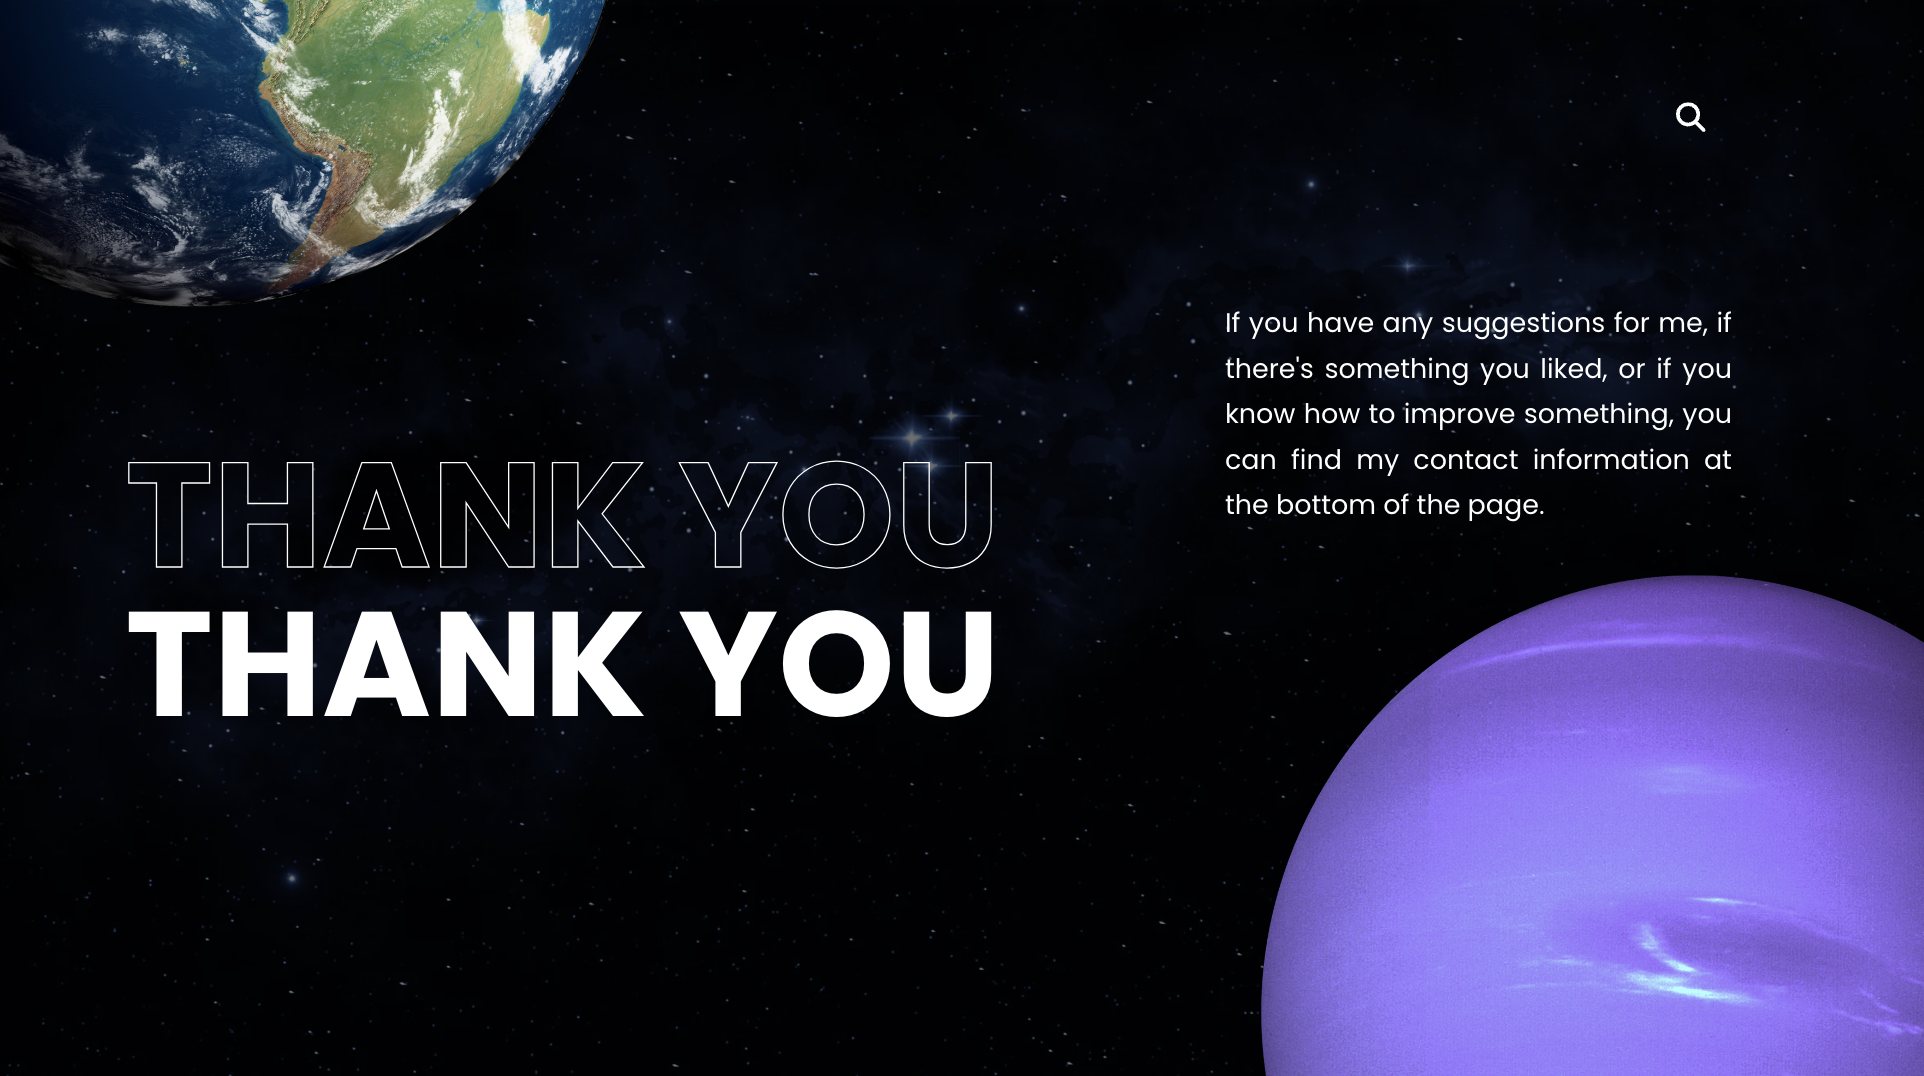 THANK YOU
THANK YOU
If you have any suggestions for me, if
there's something you liked, or if you
know how to improve something, you
can find my contact information at
the bottom of the page.